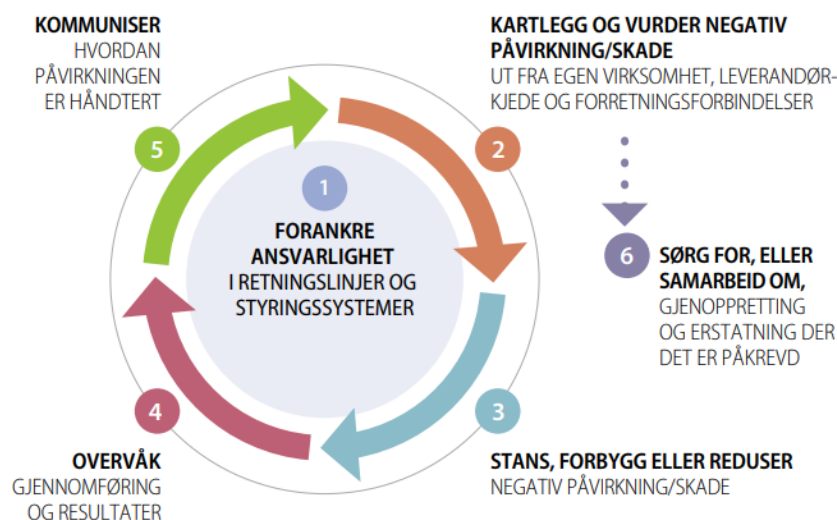 1
FORANKRE
ANSVARLIGHET
I RETNINGSLINJER OG
STYRINGSSYSTEMER
2
KARTLEGG OG VURDER NEGATIV
PÅVIRKNING/SKADE
UT FRA EGEN VIRKSOMHET, LEVERANDØR-
KJEDE OG FORRETNINGSFORBINDELSER
3
STANS, FORBYGG ELLER REDUSER
NEGATIV PÅVIRKNING/SKADE
4
OVERVÅK
GJENNOMFØRING
OG RESULTATER
5
KOMMUNISER
HVORDAN
PÅVIRKNINGEN
ER HÅNDTERT
6
SØRG FOR, ELLER
SAMARBEID OM,
GJENOPPRETTING
OG ERSTATNING DER
DET ER PÅKREVD